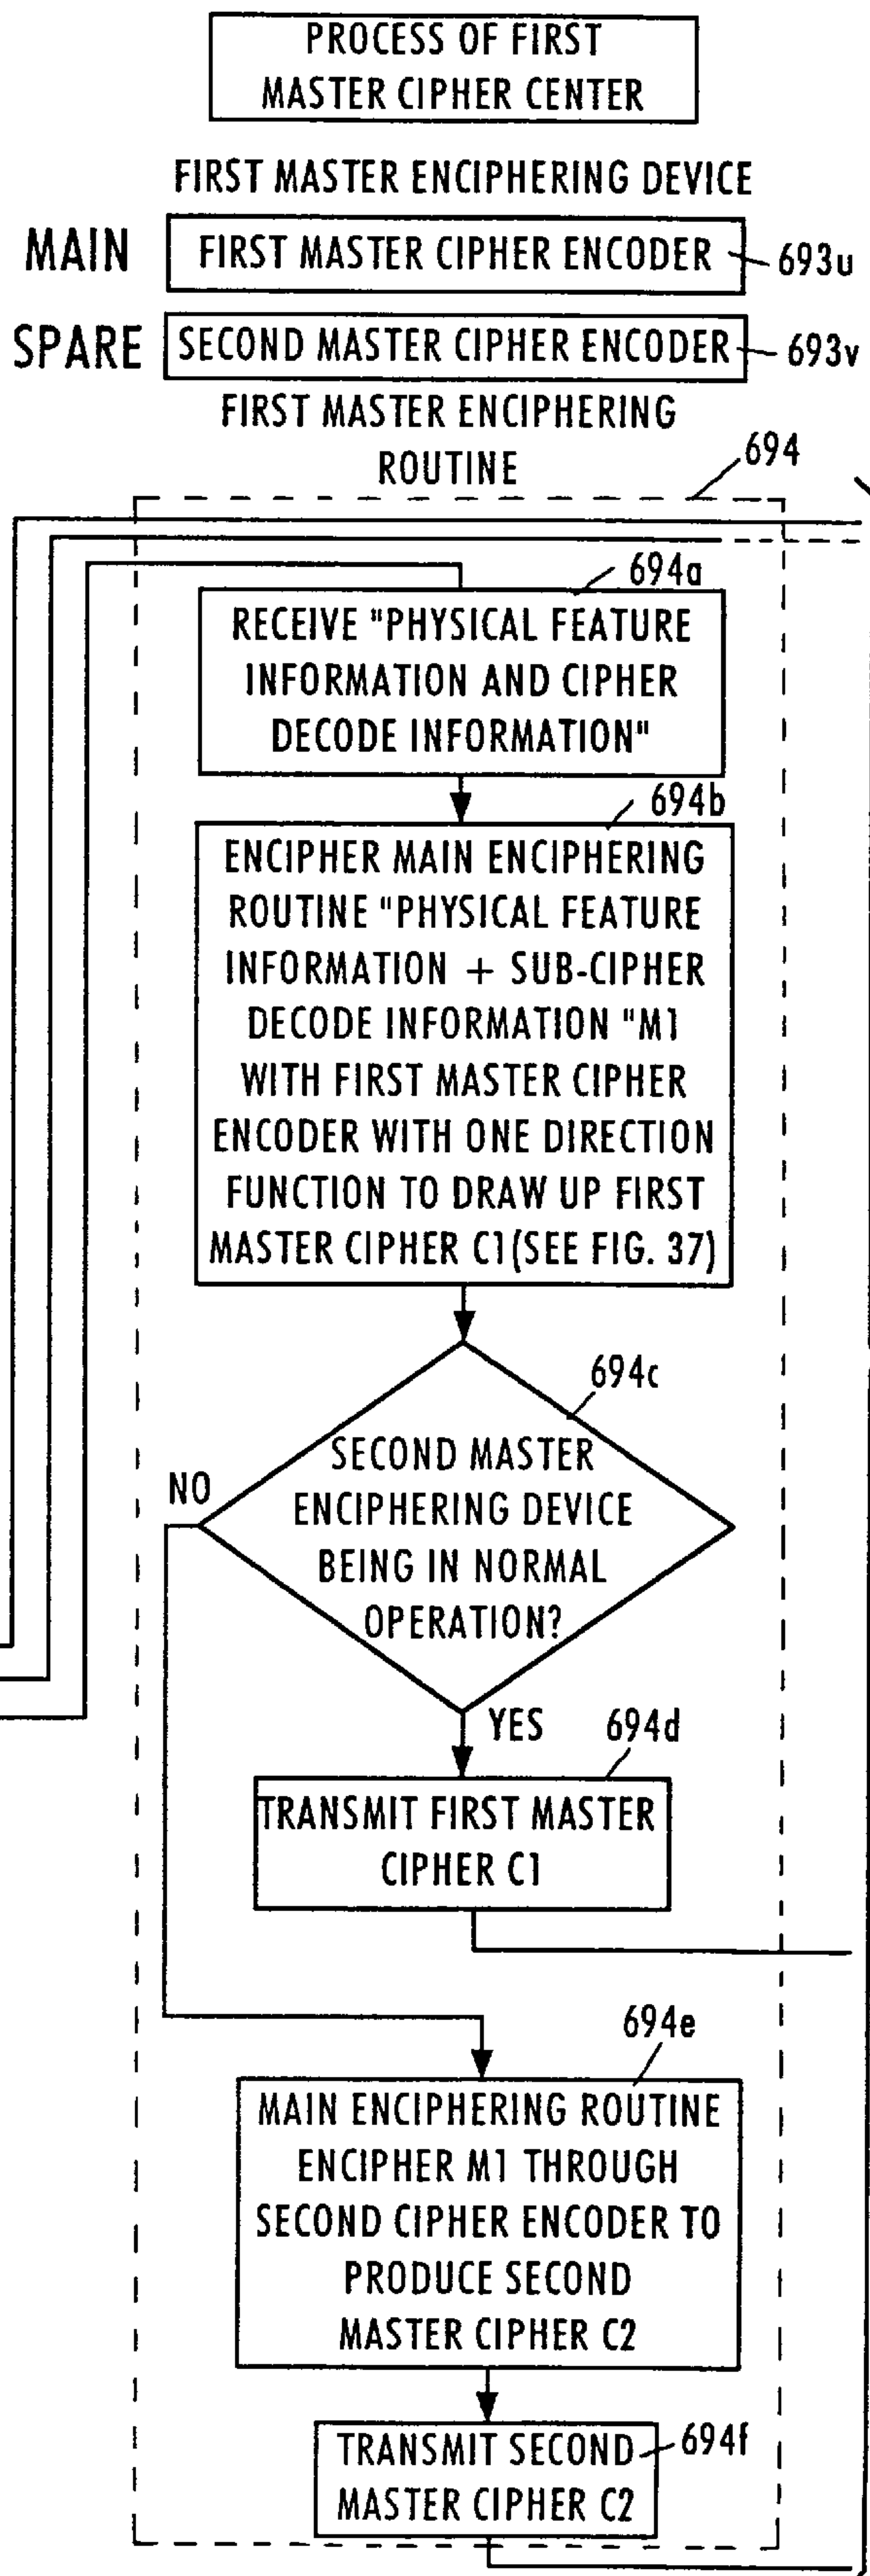 PROCESS OF FIRST
MASTER CIPHER CENTER
FIRST MASTER ENCIPHERING DEVICE
MAIN
FIRST MASTER CIPHER ENCODER
693u
SPARE
SECOND MASTER CIPHER ENCODER
693v
FIRST MASTER ENCIPHERING
ROUTINE
694
694a
RECEIVE "PHYSICAL FEATURE
INFORMATION AND CIPHER
DECODE INFORMATION"
694b
ENCIPHER MAIN ENCIPHERING
ROUTINE "PHYSICAL FEATURE
INFORMATION + SUB-CIPHER
DECODE INFORMATION "M1
WITH FIRST MASTER CIPHER
ENCODER WITH ONE DIRECTION
FUNCTION TO DRAW UP FIRST
MASTER CIPHER C1(SEE FIG. 37)
694c
SECOND MASTER
ENCIPHERING DEVICE
BEING IN NORMAL
OPERATION?
NO
YES
694d
TRANSMIT FIRST MASTER
CIPHER C1
694e
MAIN ENCIPHERING ROUTINE
ENCIPHER M1 THROUGH
SECOND CIPHER ENCODER TO
PRODUCE SECOND
MASTER CIPHER C2
TRANSMIT SECOND
MASTER CIPHER C2
694f